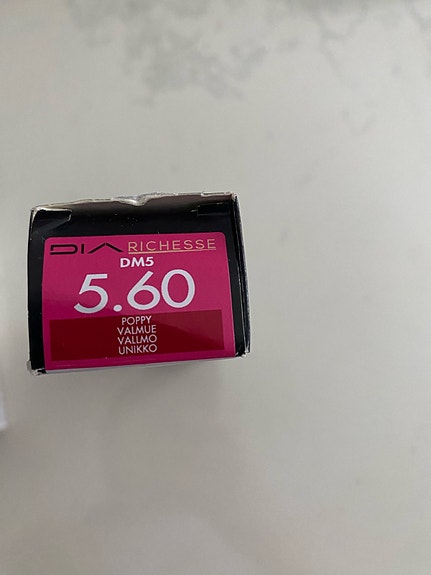 DIA RICHESSE
DM5
5.60
POPPY
VALMUE
VALLMO
UNIKKO